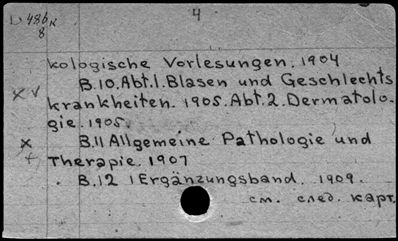 4
D 486 K
8
kологische Vorlesungen. 1904
B.10. Abt.1. Blasen und Geschlechts
krankheiten. 1905. Abt.2. Dermatolo-
gie. 1905.
B.11 Allgemeine Pathologie und
Therapie. 1907
B.12 1 Ergänzungsband. 1909.
см. след. карт.